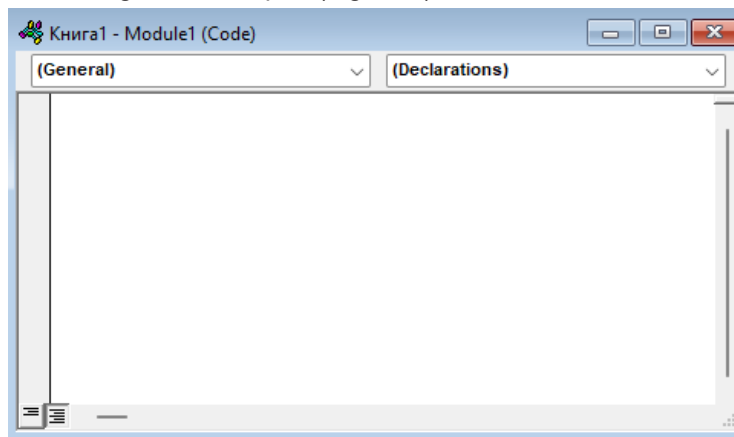 Книга1 - Module1 (Code)
(General)
(Declarations)